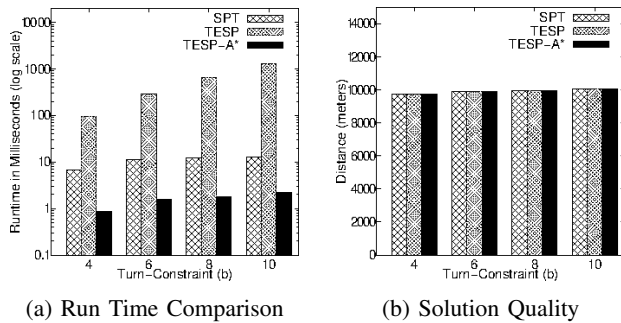 SPT
TESP
TESP-A*
10000
1000
100
10
1
0.1
Runtime in Milliseconds (log scale)
4 6 8 10
Turn-Constraint (b)
(a) Run Time Comparison
SPT
TESP
TESP-A*
14000
12000
10000
8000
6000
4000
2000
0
Distance (meters)
4 6 8 10
Turn-Constraint (b)
(b) Solution Quality